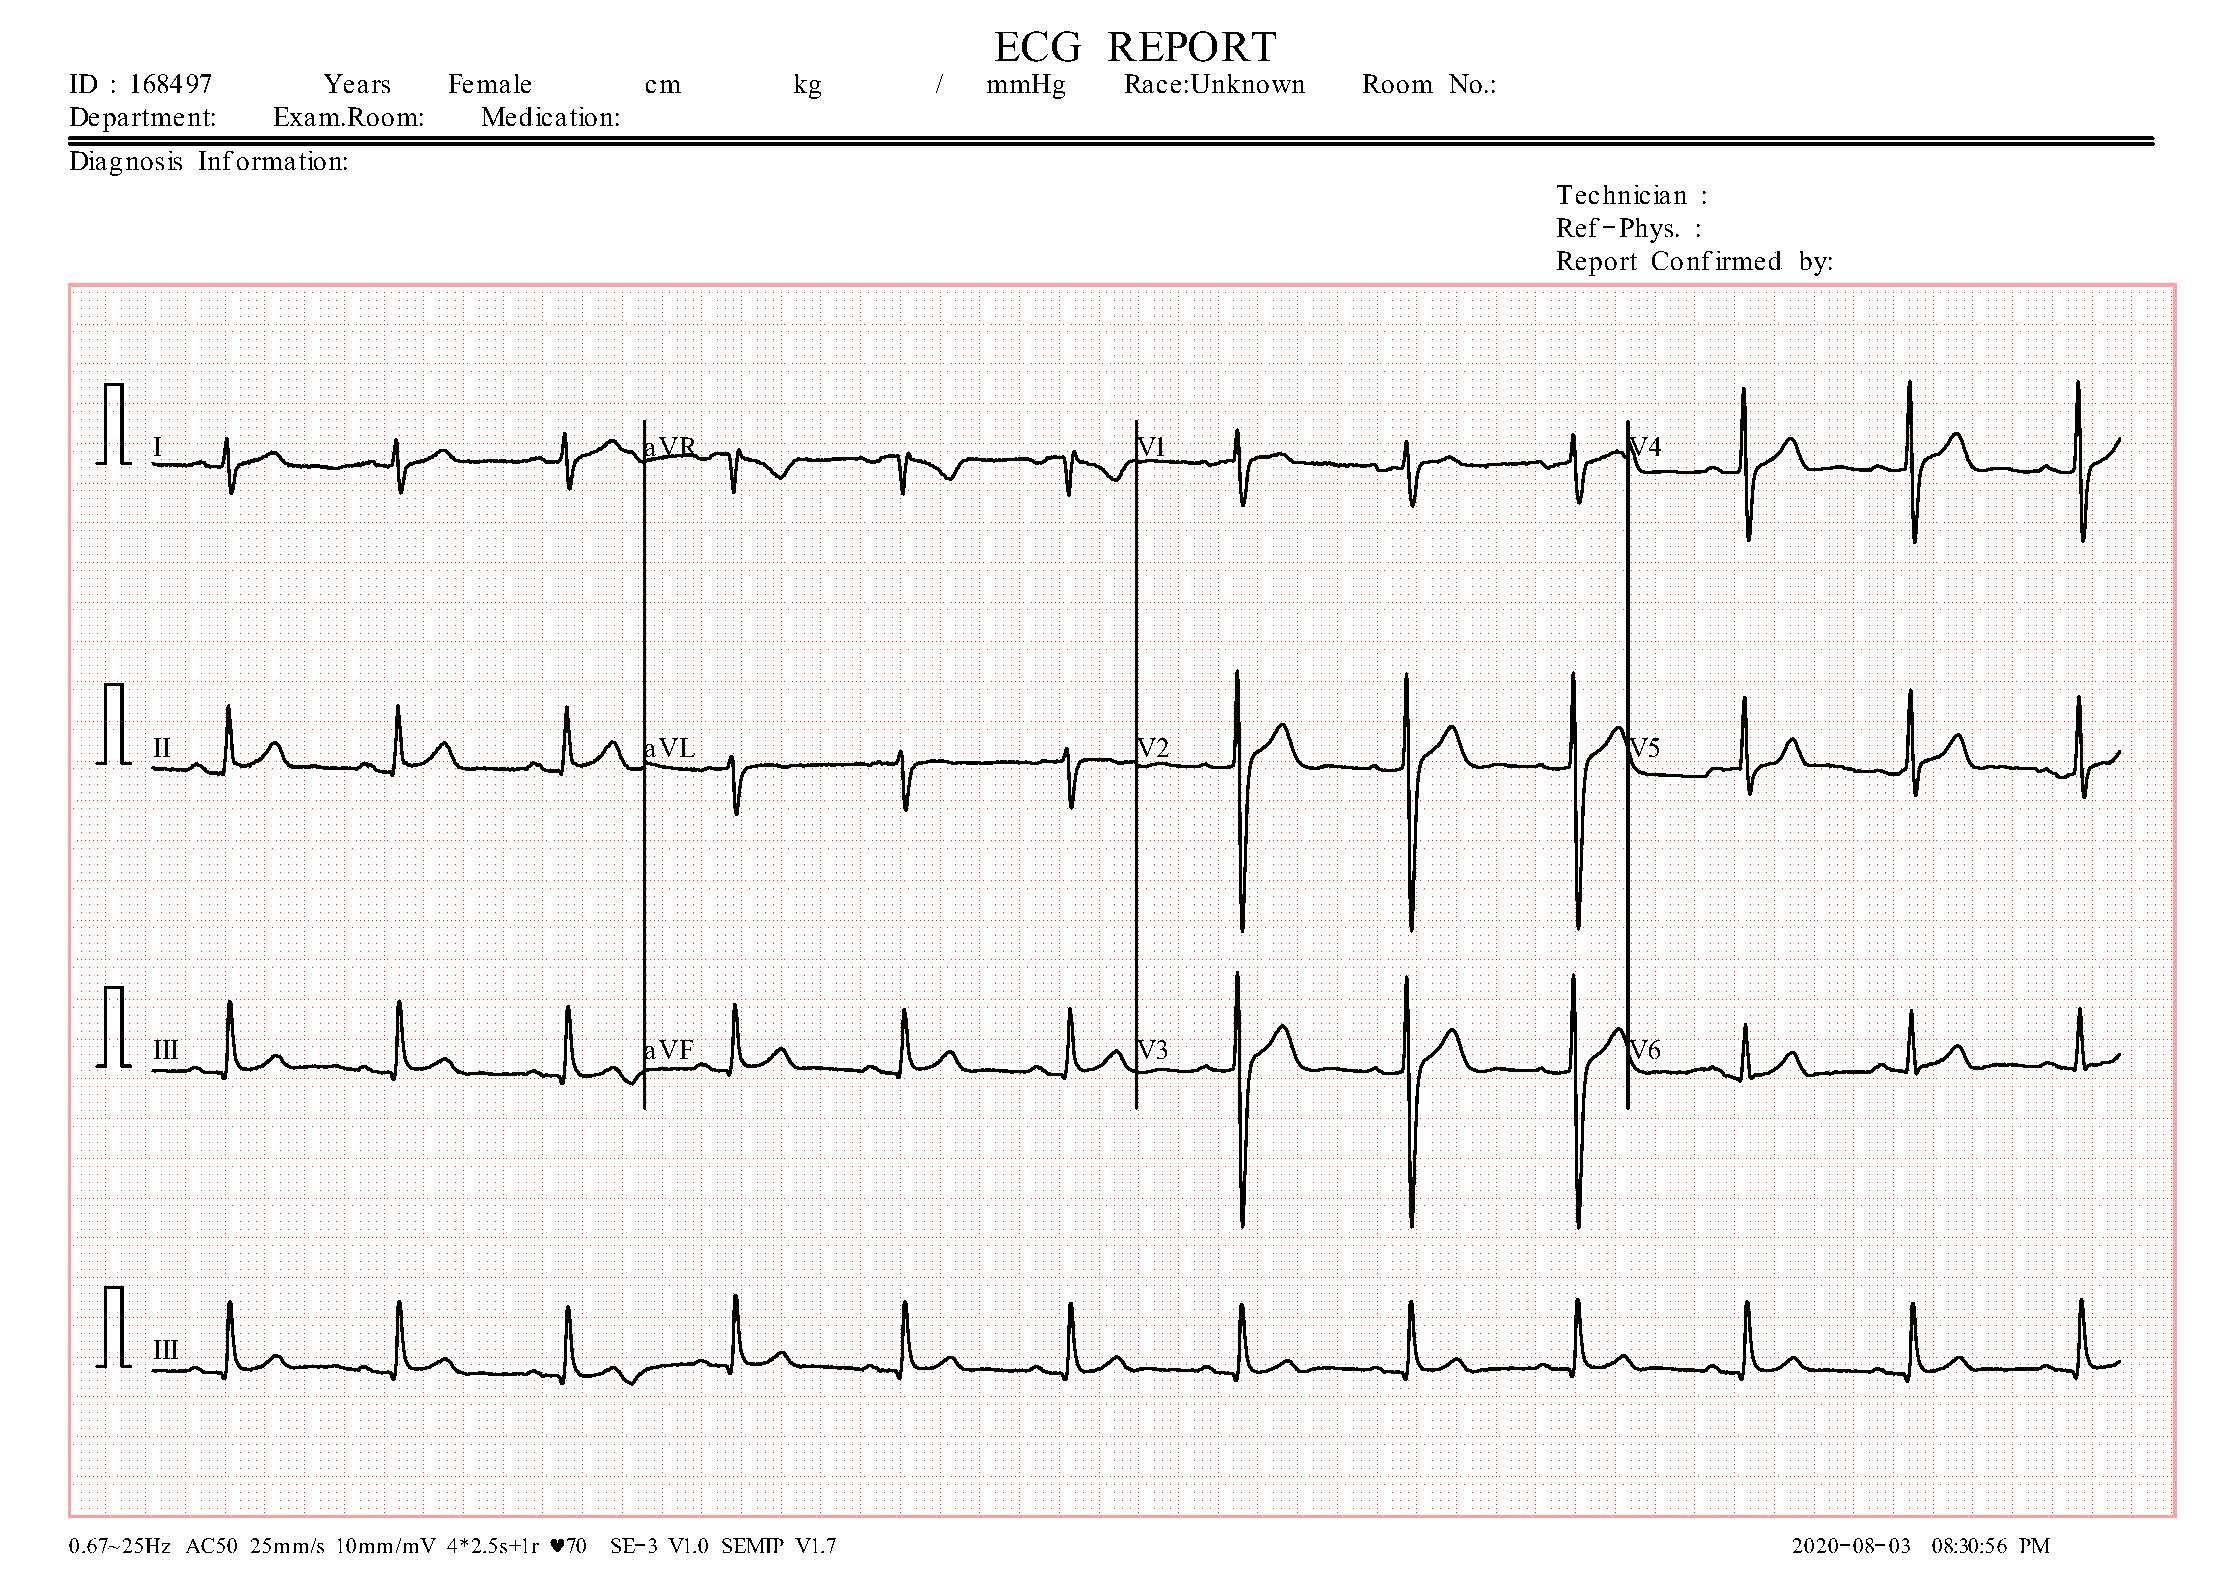 ECG REPORT
ID : 168497 Years Female cm kg / mmHg Race:Unknown Room No.:
Department: Exam.Room: Medication:
Diagnosis Information:
Technician :
Ref-Phys. :
Report Confirmed by:
I aVR V1 V4
II aVL V2 V5
III aVF V3 V6
III
0.67~25Hz AC50 25mm/s 10mm/mV 4*2.5s+1r ♥70 SE-3 V1.0 SEMIP V1.7 2020-08-03 08:30:56 PM